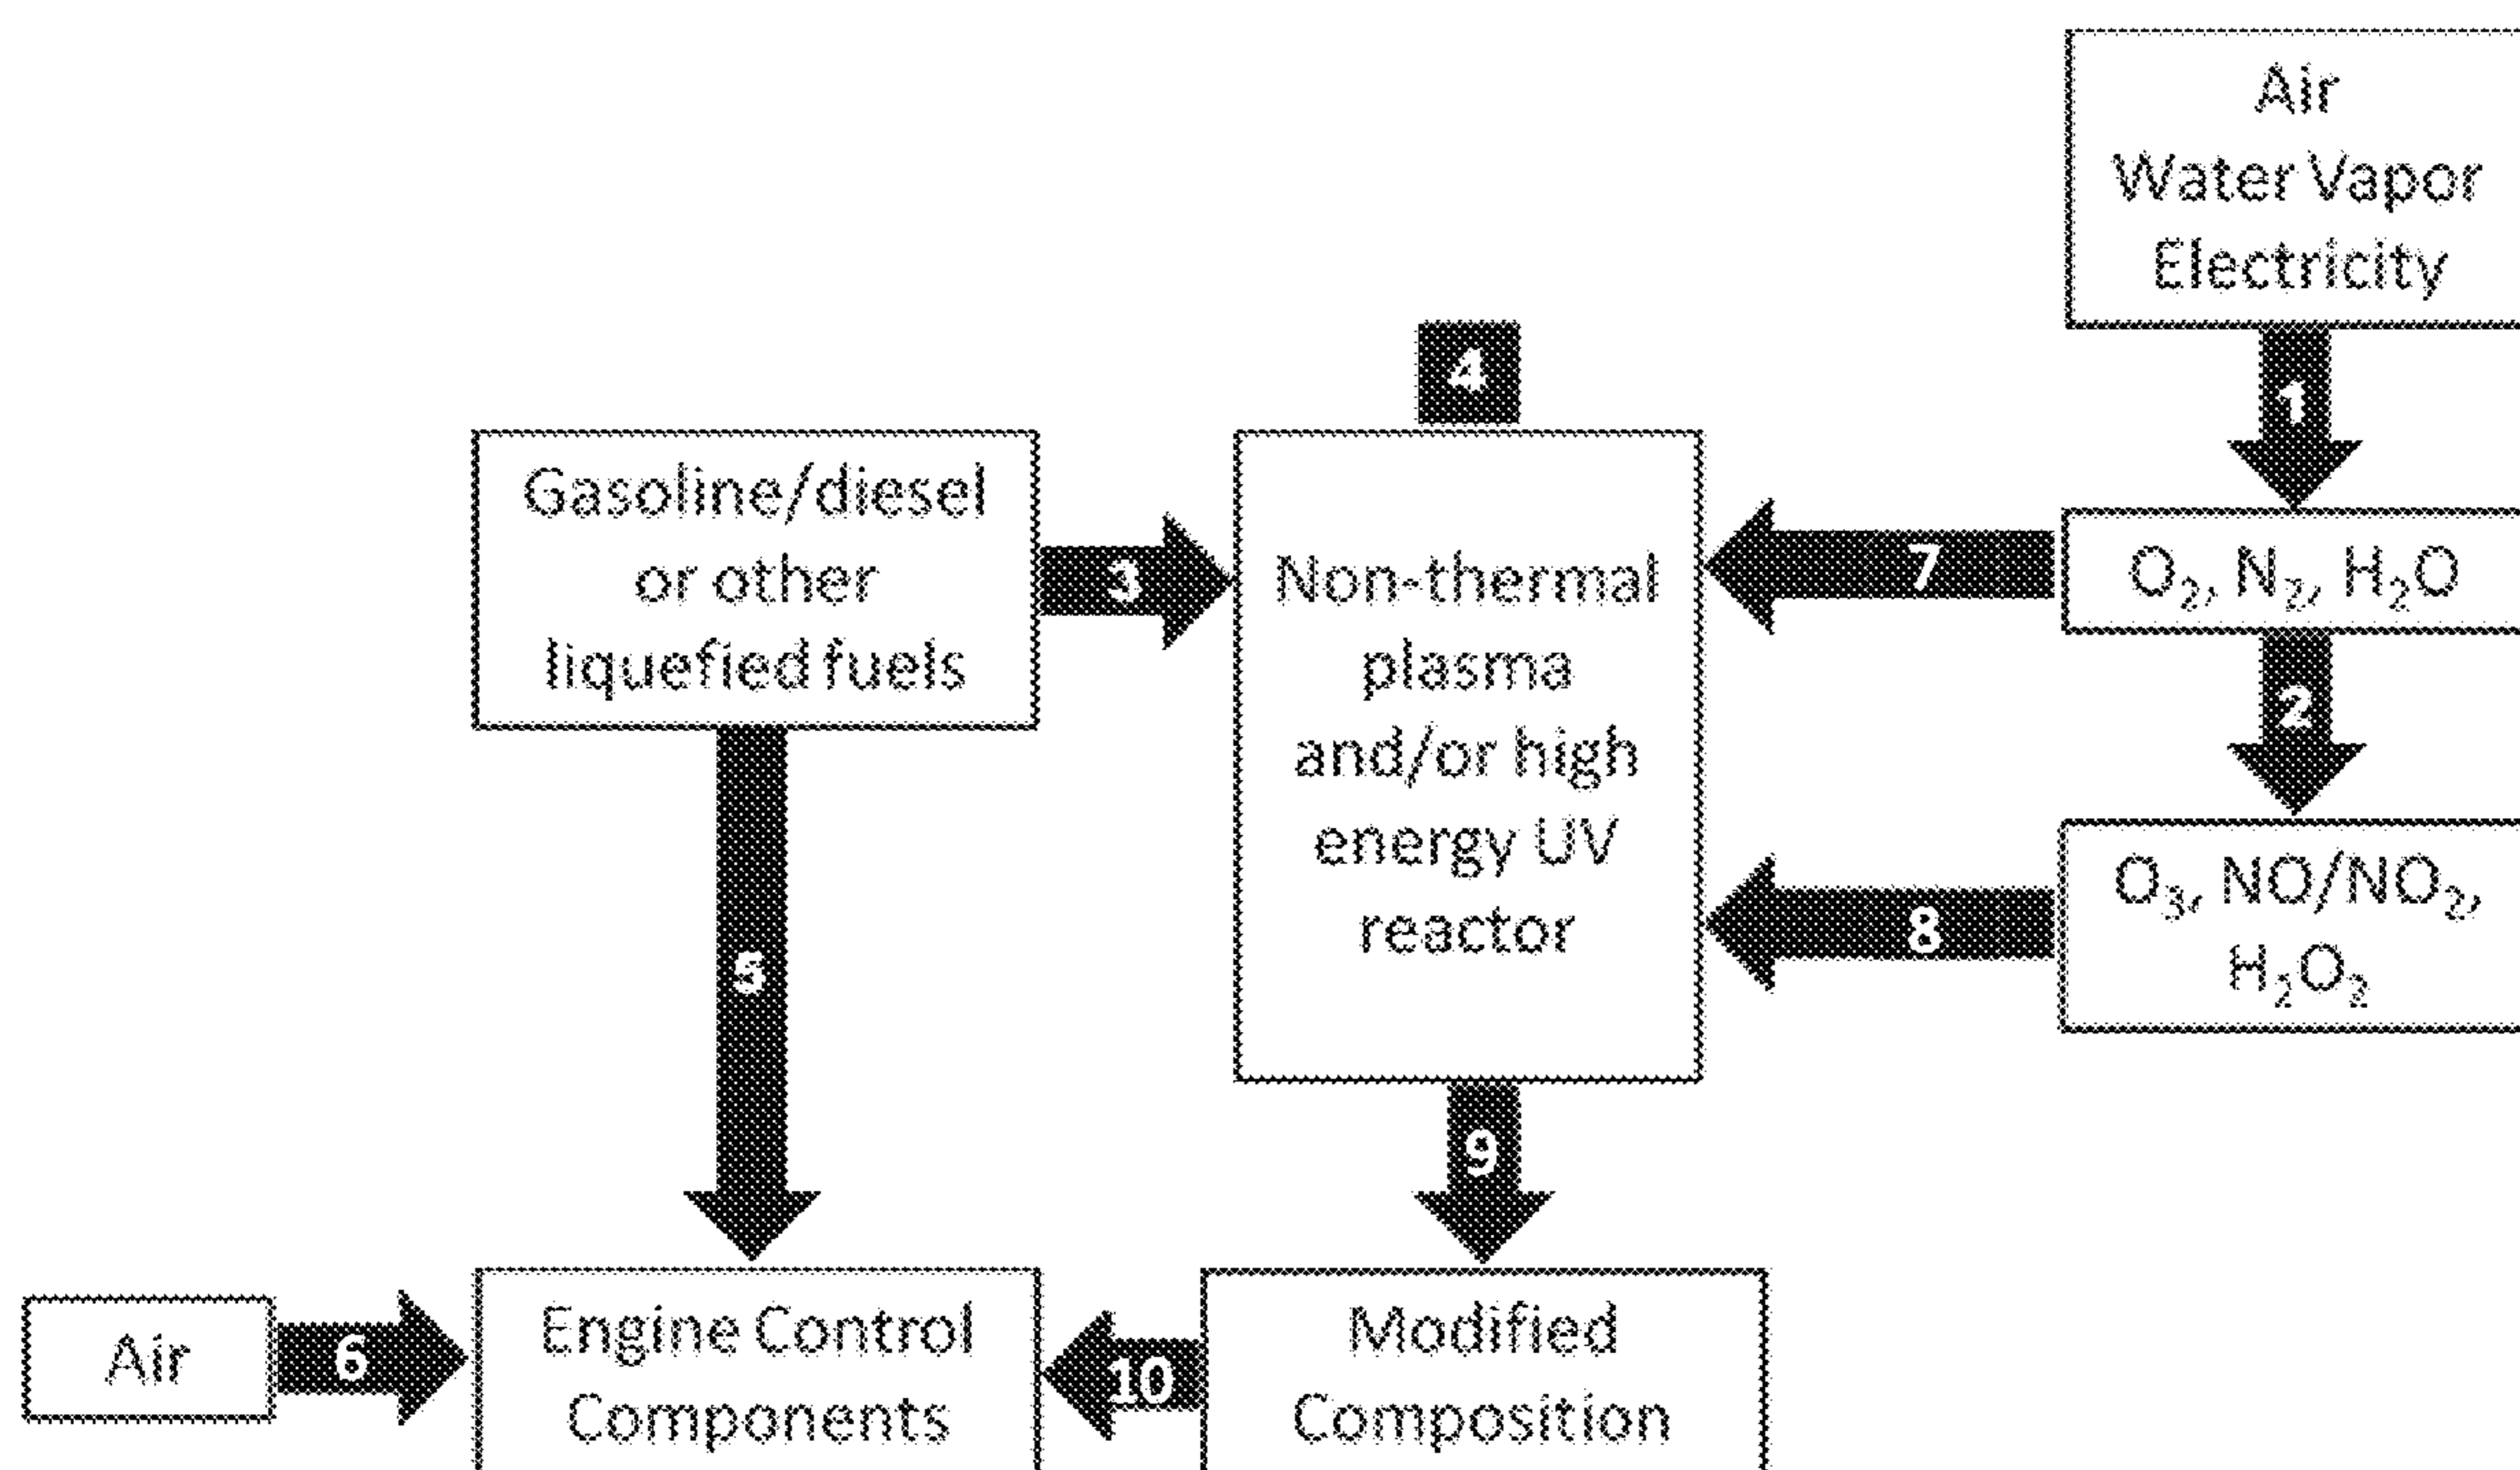 Air
Water Vapor
Electricity
1
4
Gasoline/diesel
or other
liquefied fuels
3
Non-thermal
plasma
and/or high
energy UV
reactor
7
O₂, N₂, H₂O
2
8
O₃, NO/NO₂,
H₂O₂
5
9
Air
6
Engine Control
Components
10
Modified
Composition